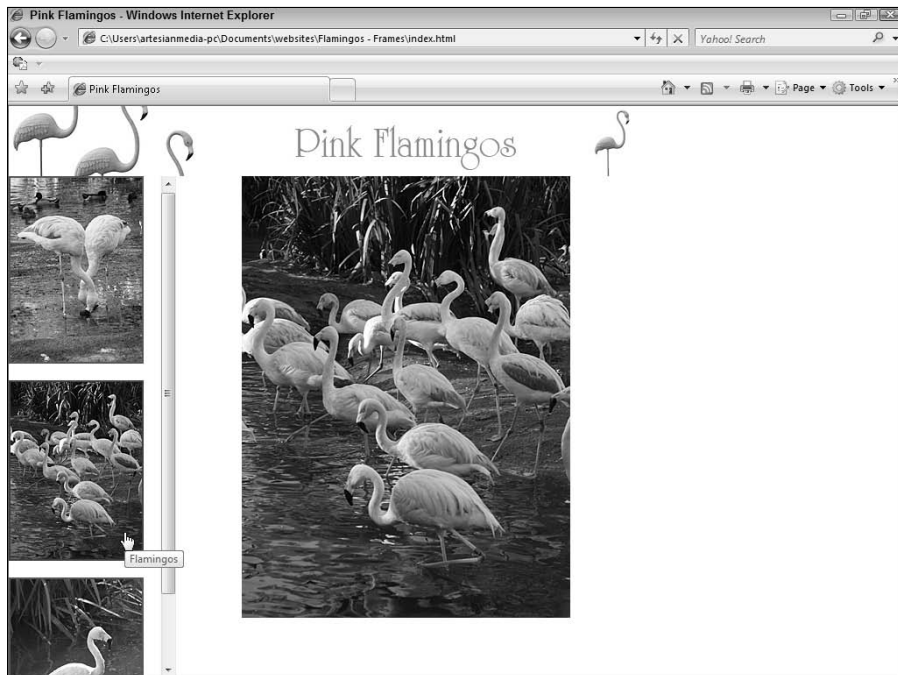 Pink Flamingos - Windows Internet Explorer
C:\Users\artesianmedia-pc\Documents\websites\Flamingos - Frames\index.html
Yahoo! Search
Pink Flamingos
Page
Tools
Pink Flamingos
Flamingos